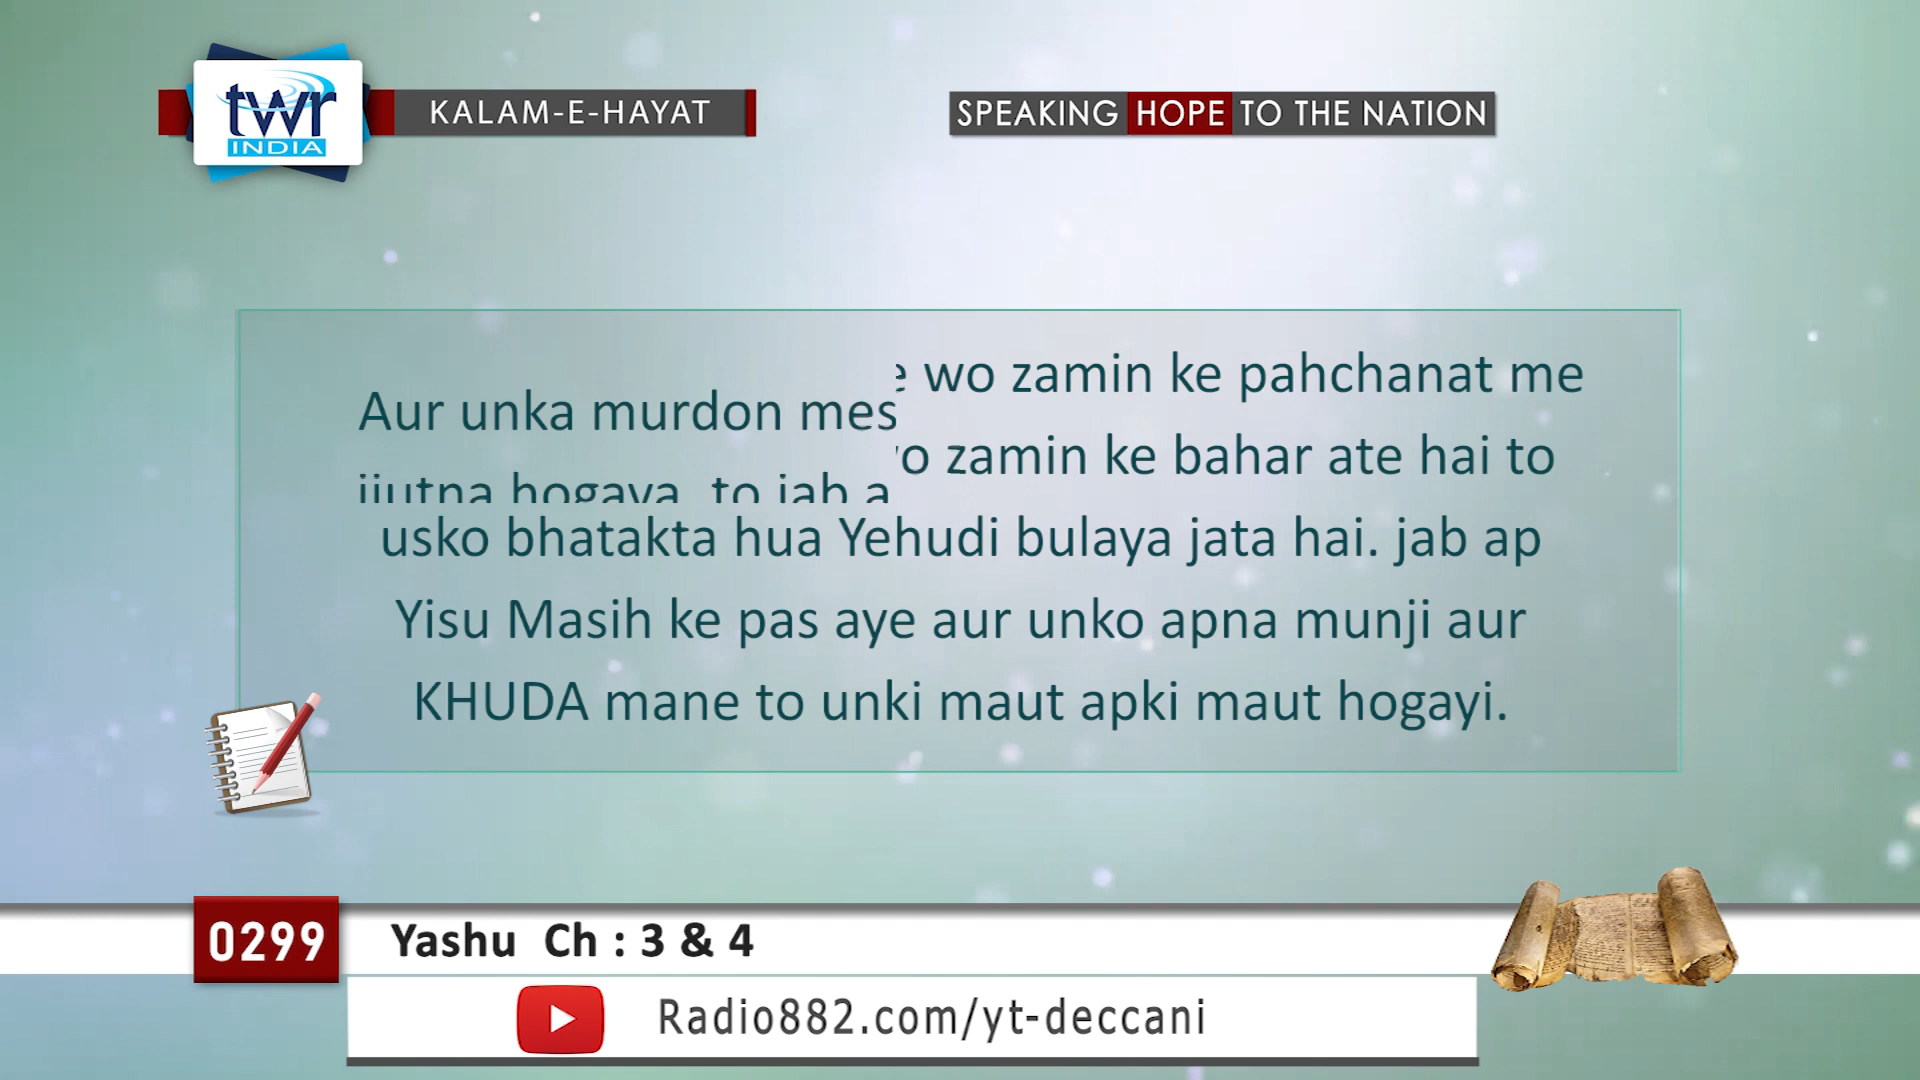 twr
INDIA
KALAM-E-HAYAT
SPEAKING HOPE TO THE NATION
wo zamin ke pahchanat me
Aur unka murdon mes
zamin ke bahar ate hai to
hogaya, to jab a
usko bhatakta hua Yehudi bulaya jata hai. jab ap
Yisu Masih ke pas aye aur unko apna munji aur
KHUDA mane to unki maut apki maut hogayi.
0299
Yashu Ch : 3 & 4
Radio882.com/yt-deccani